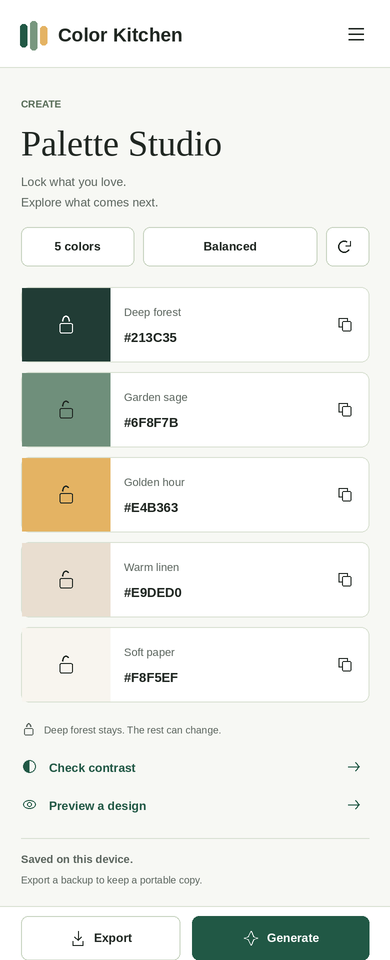 Color Kitchen
CREATE
Palette Studio
Lock what you love.
Explore what comes next.
5 colors
Balanced
Deep forest
#213C35
Garden sage
#6F8F7B
Golden hour
#E4B363
Warm linen
#E9DED0
Soft paper
#F8F5EF
Deep forest stays. The rest can change.
Check contrast
Preview a design
Saved on this device.
Export a backup to keep a portable copy.
Export
Generate